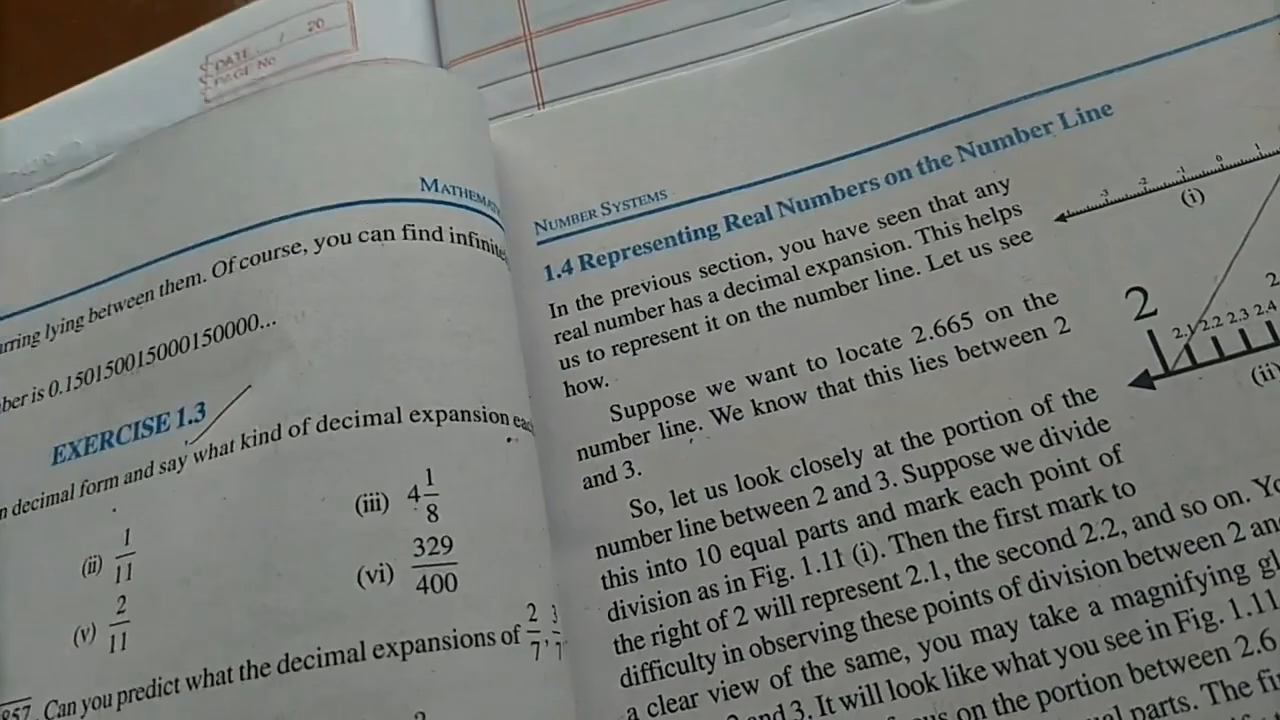 DATE / 20
PAGE No
rring lying between them. Of course, you can find infinite
ber is 0.150150015000150000...
EXERCISE 1.3
decimal form and say what kind of decimal expansion
(ii) 1/11
(iii) 4 1/8
(v) 2/11
(vi) 329/400
857. Can you predict what the decimal expansions of 2/7, 3/7
NUMBER SYSTEMS
1.4 Representing Real Numbers on the Number Line
In the previous section, you have seen that any
real number has a decimal expansion. This helps
us to represent it on the number line. Let us see
how.
Suppose we want to locate 2.665 on the
number line. We know that this lies between 2
and 3.
So, let us look closely at the portion of the
number line between 2 and 3. Suppose we divide
this into 10 equal parts and mark each point of
division as in Fig. 1.11 (i). Then the first mark to
the right of 2 will represent 2.1, the second 2.2, and so on.
difficulty in observing these points of division between 2
a clear view of the same, you may take a magnifying
and 3. It will look like what you see in Fig. 1.11
on the portion between 2.6
parts. The
-3 -2 -1 0 1
(i)
2
2.1 2.2 2.3 2.4
(ii)